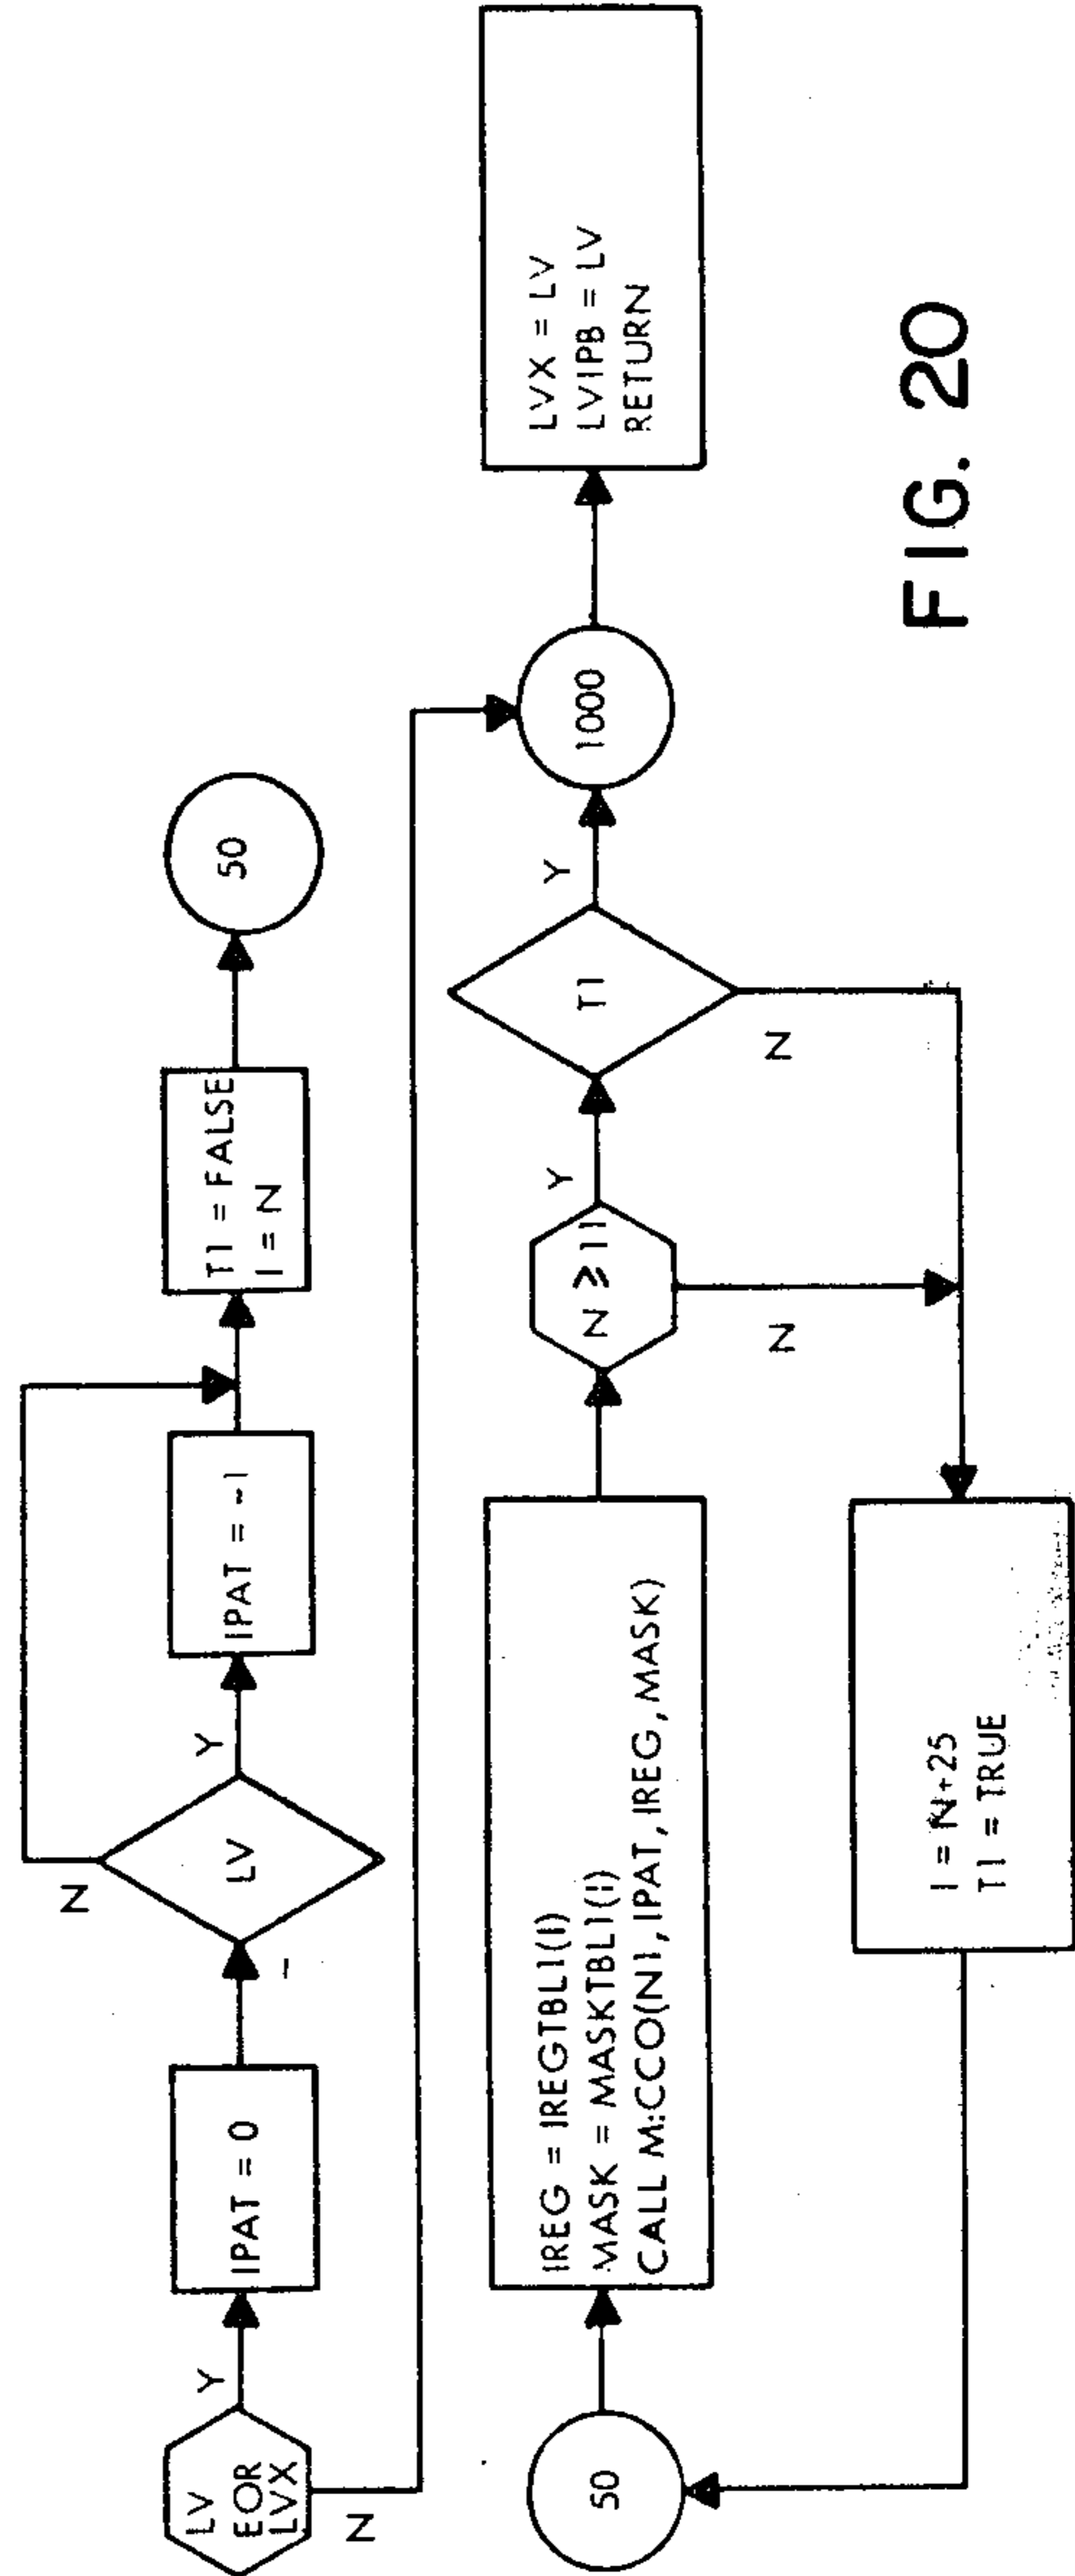 LV
EOR
LVX
Y
N
IPAT = 0
LV
Y
N
IPAT = -1
T1 = FALSE
I = N
50
50
IREG = IREGTBL1(I)
MASK = MASKTBL1(I)
CALL M:CCO(N1, IPAT, IREG, MASK)
N ≥ 11
Y
N
T1
Y
N
1000
LVX = LV
LVIPB = LV
RETURN
I = N+25
T1 = TRUE
FIG. 20